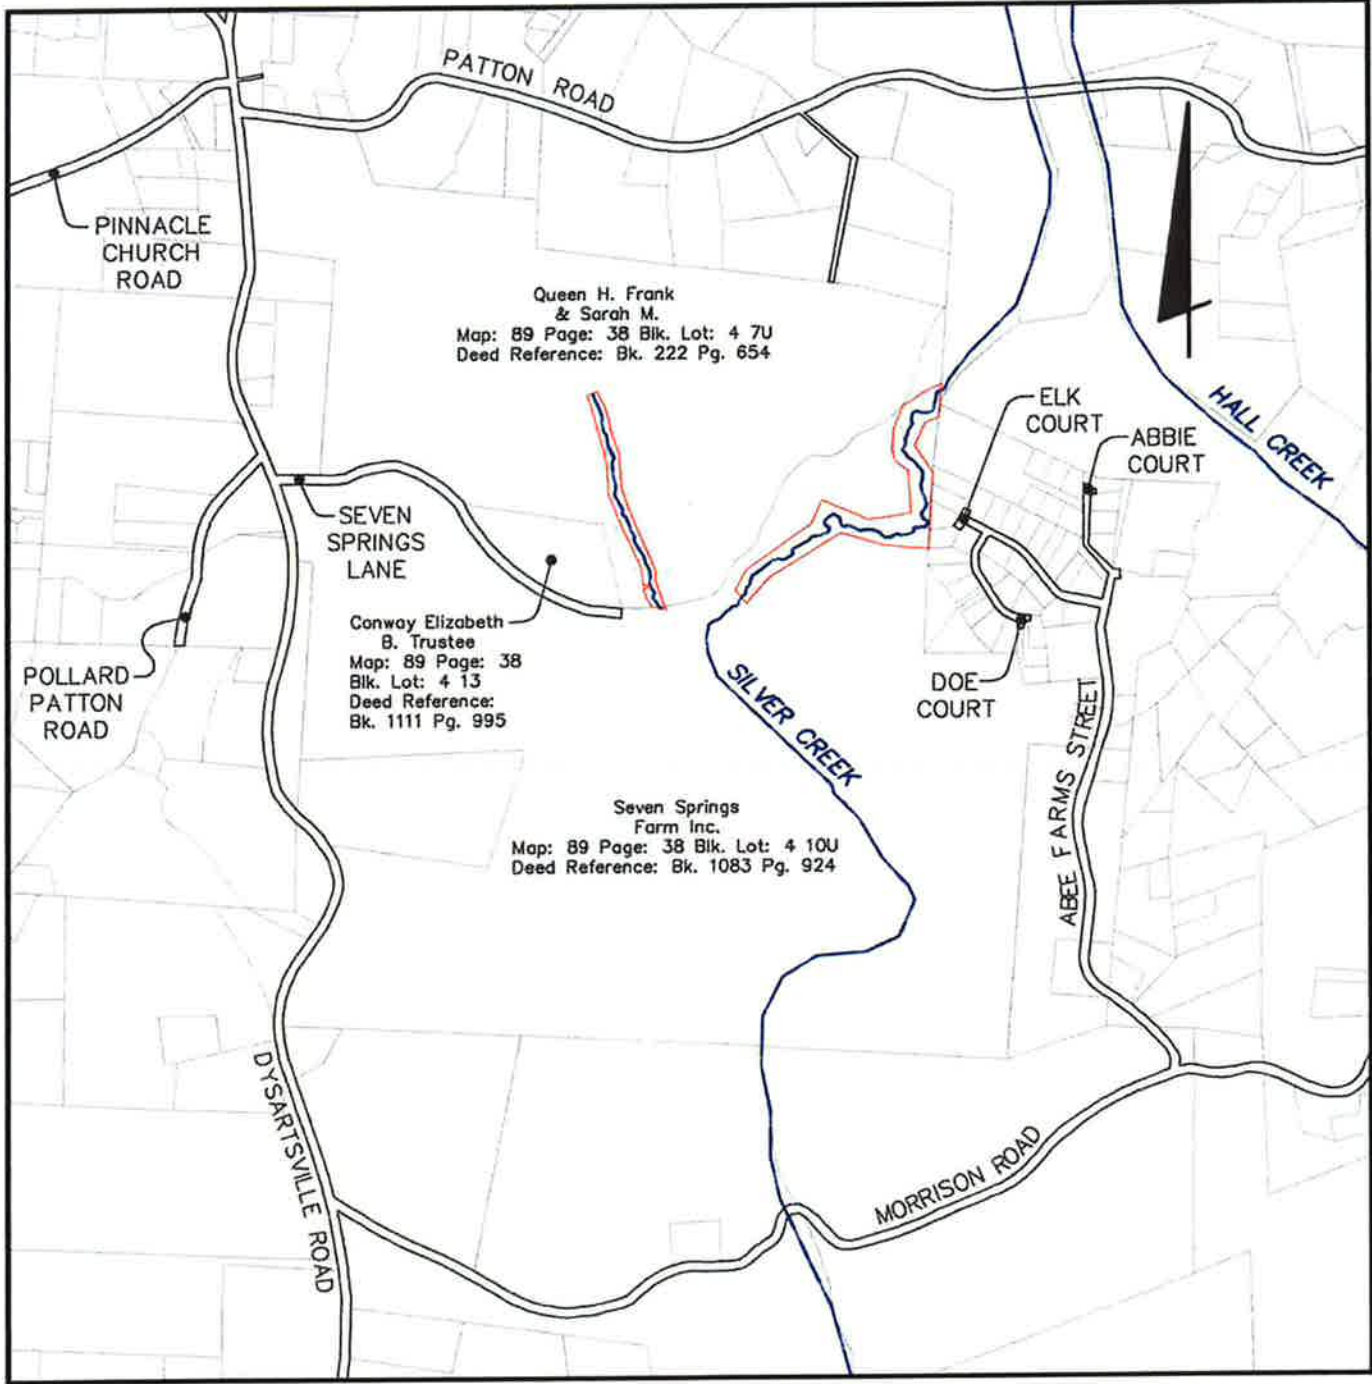 PATTON ROAD
PINNACLE
CHURCH
ROAD
Queen H. Frank
& Sarah M.
Map: 89 Page: 38 Blk. Lot: 4 7U
Deed Reference: Bk. 222 Pg. 654
ELK
COURT
ABBIE
COURT
HALL CREEK
SEVEN
SPRINGS
LANE
Conway Elizabeth
B. Trustee
Map: 89 Page: 38
Blk. Lot: 4 13
Deed Reference:
Bk. 1111 Pg. 995
POLLARD
PATTON
ROAD
DOE
COURT
SILVER CREEK
ABEE FARMS STREET
Seven Springs
Farm Inc.
Map: 89 Page: 38 Blk. Lot: 4 10U
Deed Reference: Bk. 1083 Pg. 924
DYSARTSVILLE ROAD
MORRISON ROAD